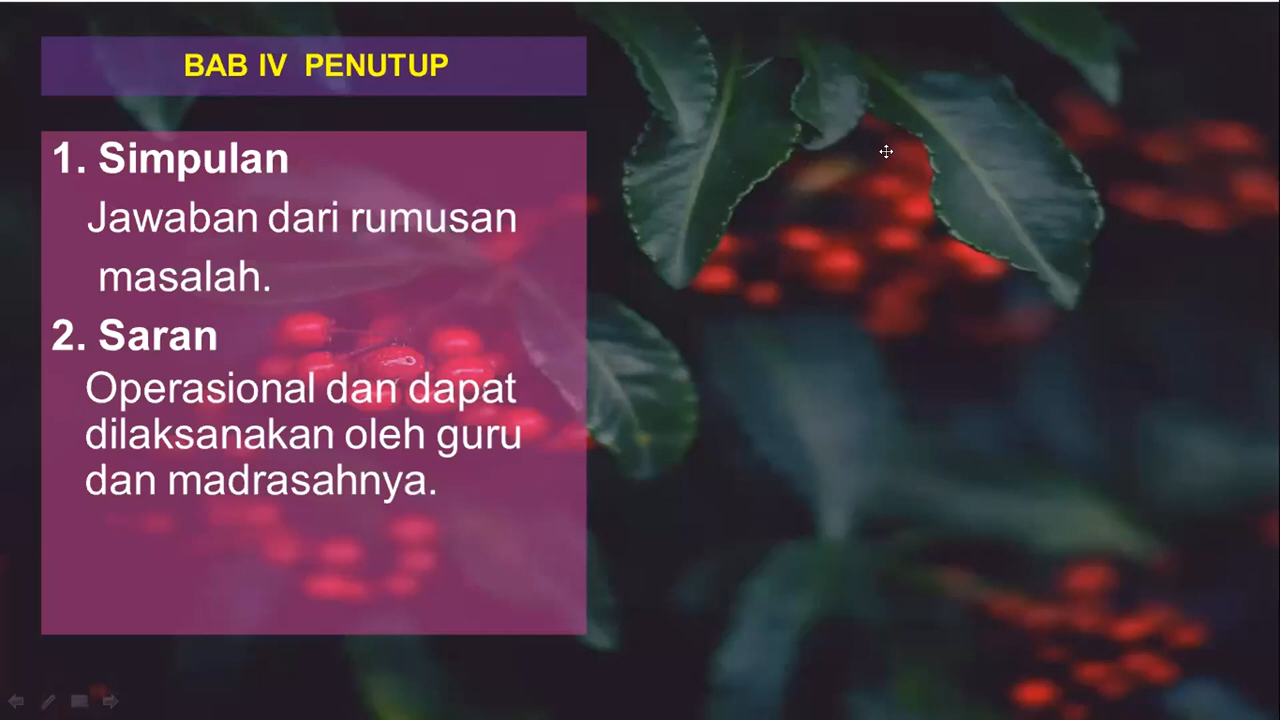 BAB IV PENUTUP
1. Simpulan
Jawaban dari rumusan
masalah.
2. Saran
Operasional dan dapat
dilaksanakan oleh guru
dan madrasahnya.